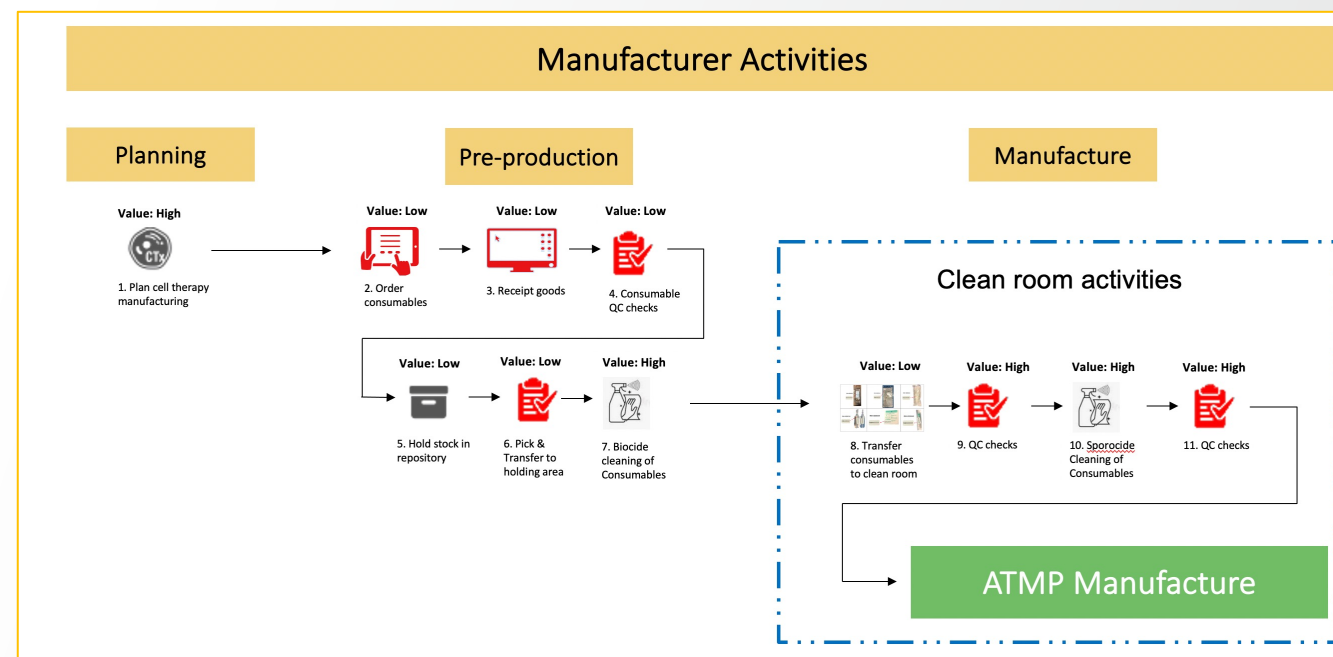 Manufacturer Activities
Planning
Pre-production
Manufacture
Value: High
CTx
1. Plan cell therapy
manufacturing
Value: Low
2. Order
consumables
Value: Low
3. Receipt goods
Value: Low
4. Consumable
QC checks
Value: Low
5. Hold stock in
repository
Value: Low
6. Pick &
Transfer to
holding area
Value: High
7. Biocide
cleaning of
Consumables
Clean room activities
Value: Low
8. Transfer
consumables
to clean room
Value: High
9. QC checks
Value: High
10. Sporocide
Cleaning of
Consumables
Value: High
11. QC checks
ATMP Manufacture